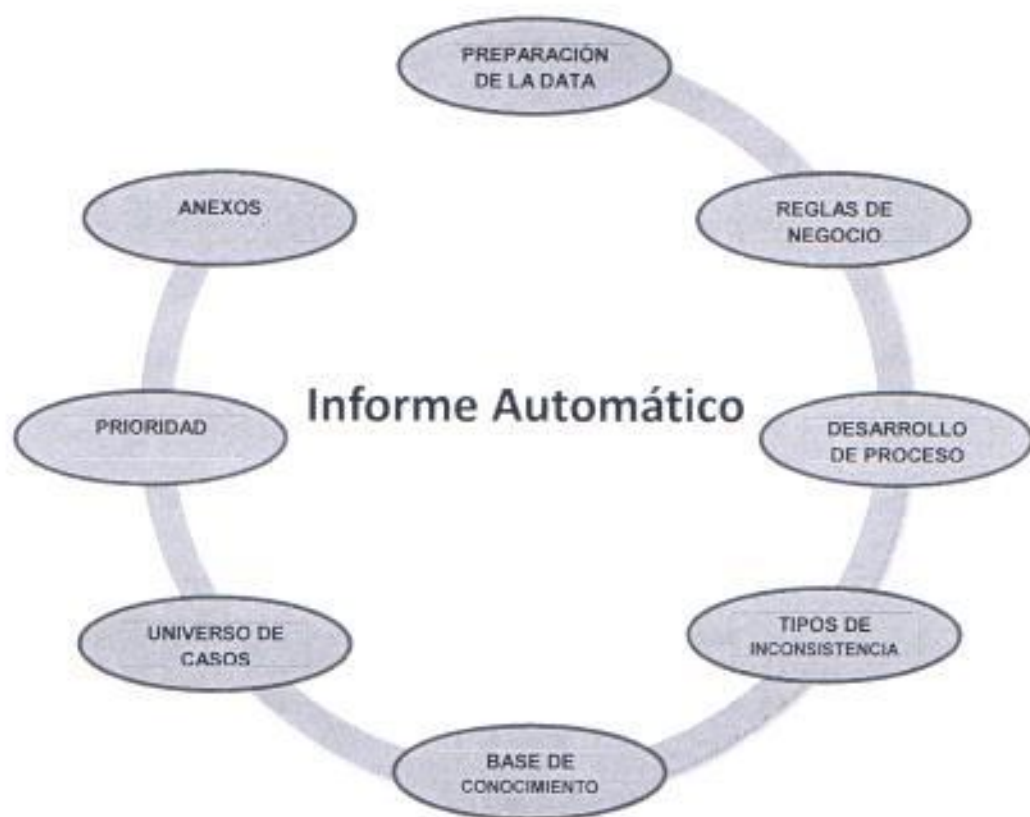 PREPARACIÓN
DE LA DATA
REGLAS DE
NEGOCIO
DESARROLLO
DE PROCESO
TIPOS DE
INCONSISTENCIA
BASE DE
CONOCIMIENTO
UNIVERSO DE
CASOS
PRIORIDAD
ANEXOS
Informe Automático